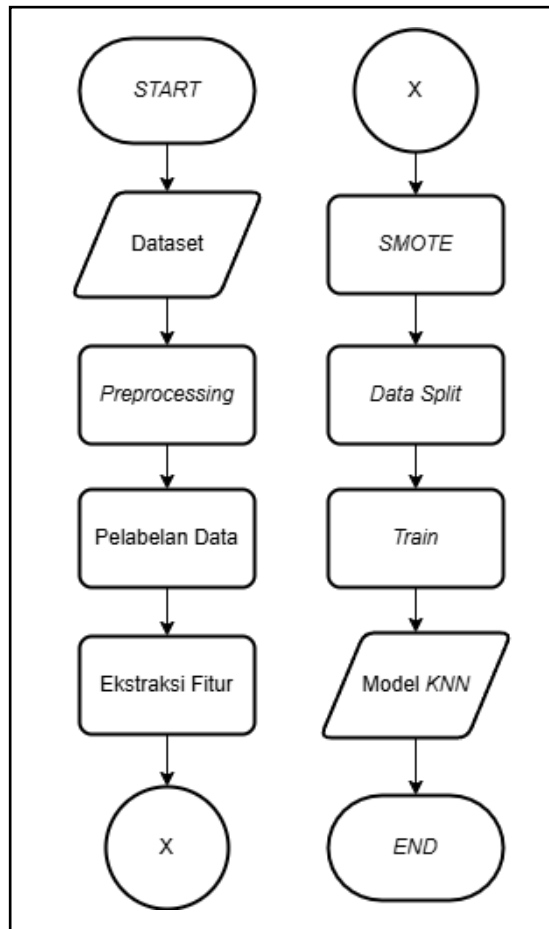 START
Dataset
Preprocessing
Pelabelan Data
Ekstraksi Fitur
X
X
SMOTE
Data Split
Train
Model KNN
END